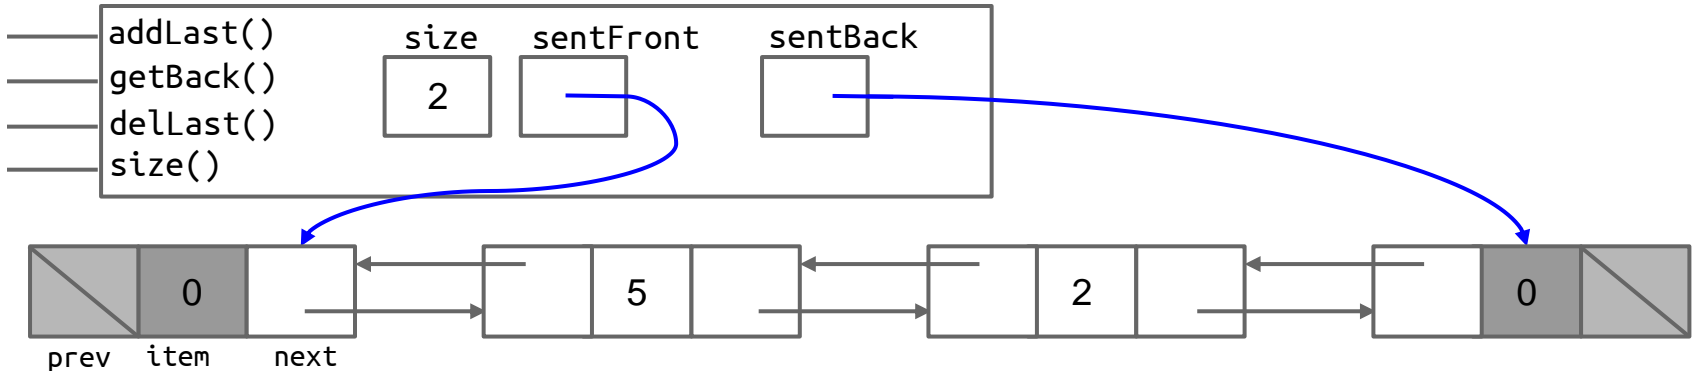 addLast()
getBack()
delLast()
size()
size sentFront sentBack
2
0 5 2 0
prev item next